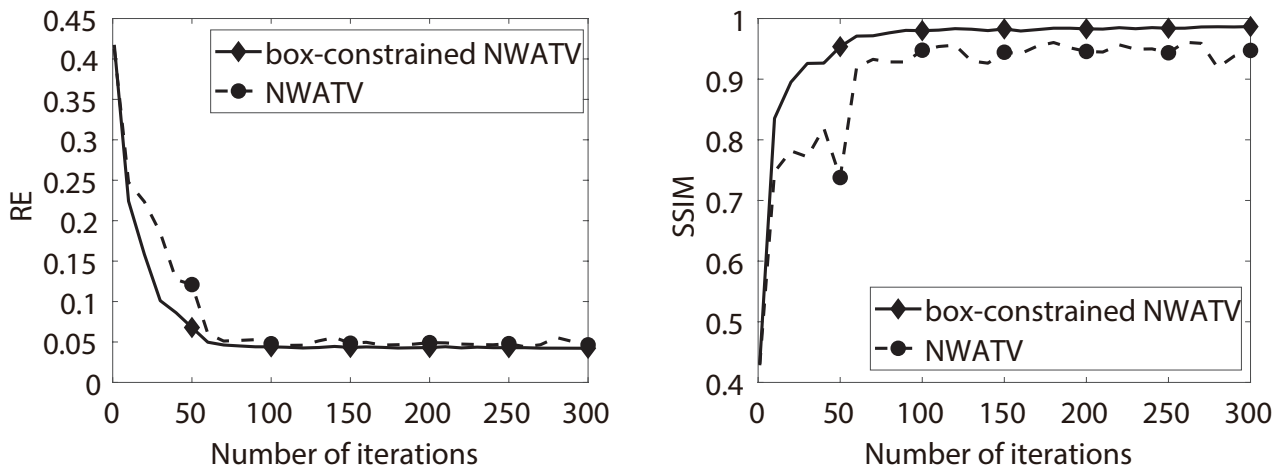 0.45
0.4
0.35
0.3
0.25
0.2
0.15
0.1
0.05
0
RE
box-constrained NWATV
NWATV
0 50 100 150 200 250 300
Number of iterations
1
0.9
0.8
0.7
0.6
0.5
0.4
SSIM
box-constrained NWATV
NWATV
0 50 100 150 200 250 300
Number of iterations